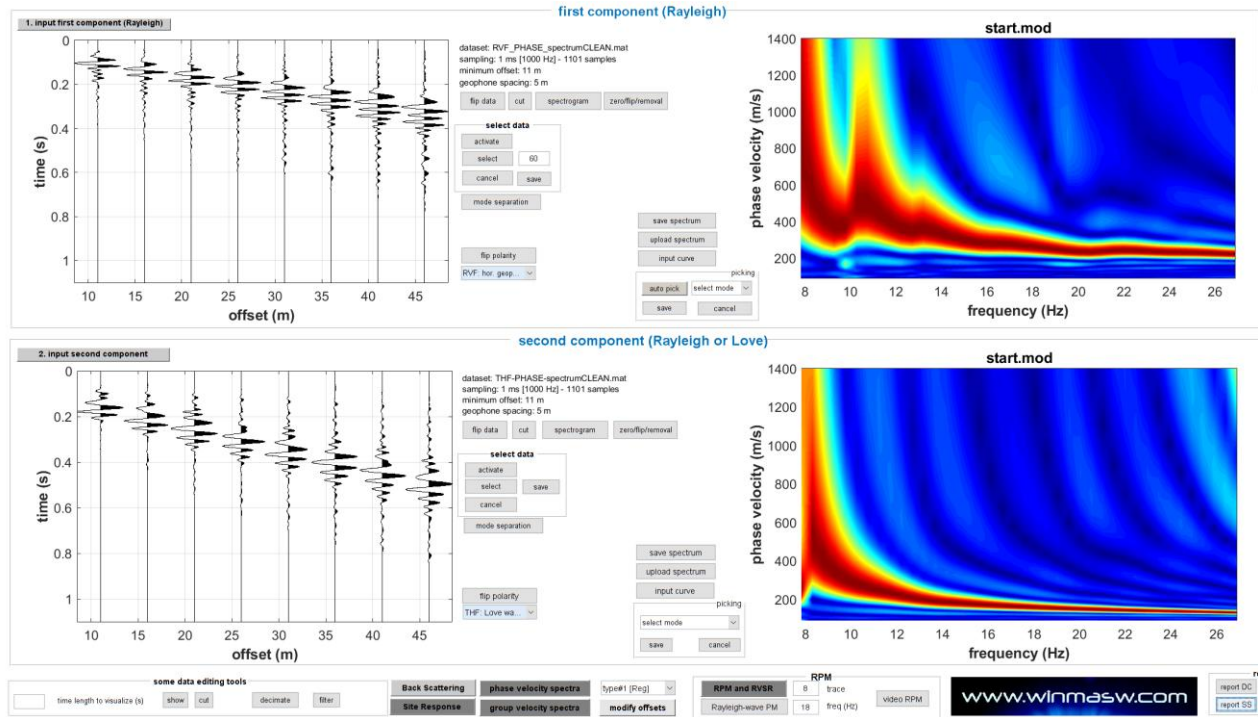 first component (Rayleigh)
1. input first component (Rayleigh)
0
0.2
0.4
0.6
0.8
1
time (s)
10 15 20 25 30 35 40 45
offset (m)
dataset: RVF_PHASE_spectrumCLEAN.mat
sampling: 1 ms [1000 Hz] - 1101 samples
minimum offset: 11 m
geophone spacing: 5 m
flip data cut spectrogram zero/flip/removal
select data
activate
select 60
cancel save
mode separation
flip polarity
RVF: hor. geop...
save spectrum
upload spectrum
input curve
picking
auto pick select mode
save cancel
start.mod
1400
1200
1000
800
600
400
200
phase velocity (m/s)
8 10 12 14 16 18 20 22 24 26
frequency (Hz)
second component (Rayleigh or Love)
2. input second component
0
0.2
0.4
0.6
0.8
1
time (s)
10 15 20 25 30 35 40 45
offset (m)
dataset: THF-PHASE-spectrumCLEAN.mat
sampling: 1 ms [1000 Hz] - 1101 samples
minimum offset: 11 m
geophone spacing: 5 m
flip data cut spectrogram zero/flip/removal
select data
activate
select save
cancel
mode separation
flip polarity
THF: Love wa...
save spectrum
upload spectrum
input curve
picking
select mode
save cancel
start.mod
1400
1200
1000
800
600
400
200
phase velocity (m/s)
8 10 12 14 16 18 20 22 24 26
frequency (Hz)
some data editing tools
time length to visualize (s) show cut decimate filter
Back Scattering phase velocity spectra type#1 [Reg]
Site Response group velocity spectra modify offsets
RPM
RPM and RVSR 8 trace
Rayleigh-wave PM 18 freq (Hz)
video RPM
www.winmasw.com
report DC
report SS